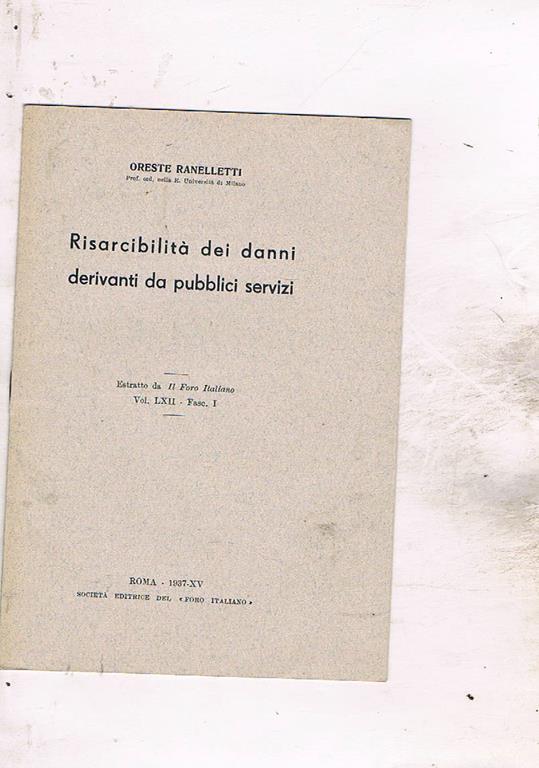 ORESTE RANELLETTI
Prof. ord. nella R. Università di Milano
Risarcibilità dei danni
derivanti da pubblici servizi
Estratto da Il Foro Italiano
Vol. LXII - Fasc. I
ROMA - 1937-XV
SOCIETÀ EDITRICE DEL «FORO ITALIANO»